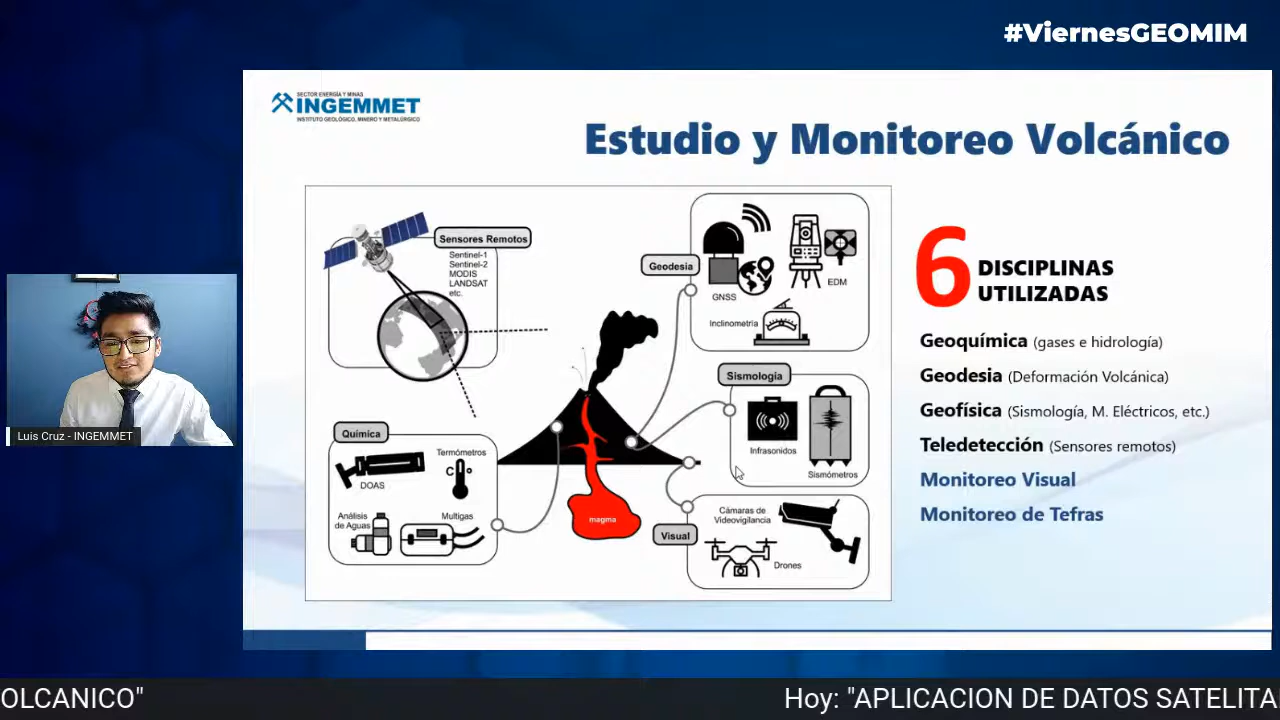 #ViernesGEOMIM
SECTOR ENERGÍA Y MINAS
INGEMMET
INSTITUTO GEOLÓGICO, MINERO Y METALÚRGICO
Estudio y Monitoreo Volcánico
Sensores Remotos
Sentinel-1
Sentinel-2
MODIS
LANDSAT
etc.
Geodesia
GNSS
EDM
Inclinometría
Sismología
Infrasonidos
Sismómetros
Química
Termómetros
C°
DOAS
Análisis
de Aguas
Multigas
magma
Visual
Cámaras de
Videovigilancia
Drones
6 DISCIPLINAS
UTILIZADAS
Geoquímica (gases e hidrología)
Geodesia (Deformación Volcánica)
Geofísica (Sismología, M. Eléctricos, etc.)
Teledetección (Sensores remotos)
Monitoreo Visual
Monitoreo de Tefras
Luis Cruz - INGEMMET
OLCANICO" Hoy: "APLICACION DE DATOS SATELITA